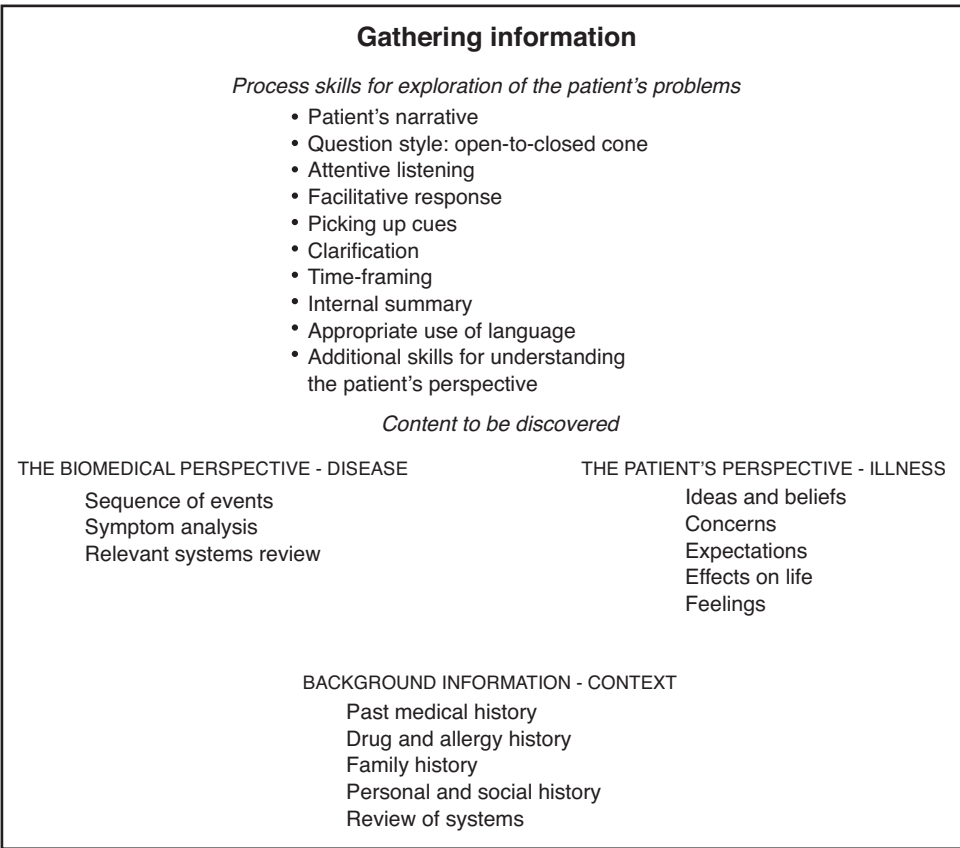 Gathering information
Process skills for exploration of the patient’s problems
• Patient’s narrative
• Question style: open-to-closed cone
• Attentive listening
• Facilitative response
• Picking up cues
• Clarification
• Time-framing
• Internal summary
• Appropriate use of language
• Additional skills for understanding
the patient’s perspective
Content to be discovered
THE BIOMEDICAL PERSPECTIVE - DISEASE
Sequence of events
Symptom analysis
Relevant systems review
THE PATIENT’S PERSPECTIVE - ILLNESS
Ideas and beliefs
Concerns
Expectations
Effects on life
Feelings
BACKGROUND INFORMATION - CONTEXT
Past medical history
Drug and allergy history
Family history
Personal and social history
Review of systems